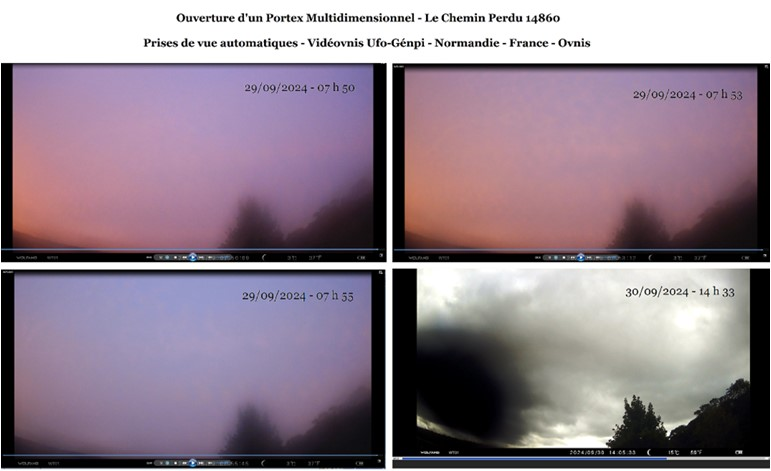 Ouverture d'un Portex Multidimensionnel - Le Chemin Perdu 14860
Prises de vue automatiques - Vidéovnis Ufo-Génpi - Normandie - France - Ovnis
29/09/2024 - 07 h 50
29/09/2024 - 07 h 53
29/09/2024 - 07 h 55
30/09/2024 - 14 h 33